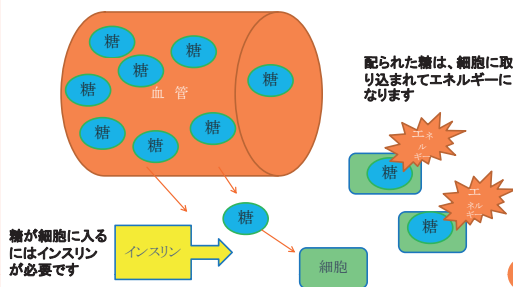 糖
糖
糖
糖
糖
糖
糖
糖
血 管
糖
配られた糖は、細胞に取
り込まれてエネルギーに
なります
エネ
ル
ギー
糖
エ
ネル
ギー
糖
糖
糖が細胞に入る
にはインスリン
が必要です
インスリン
細胞